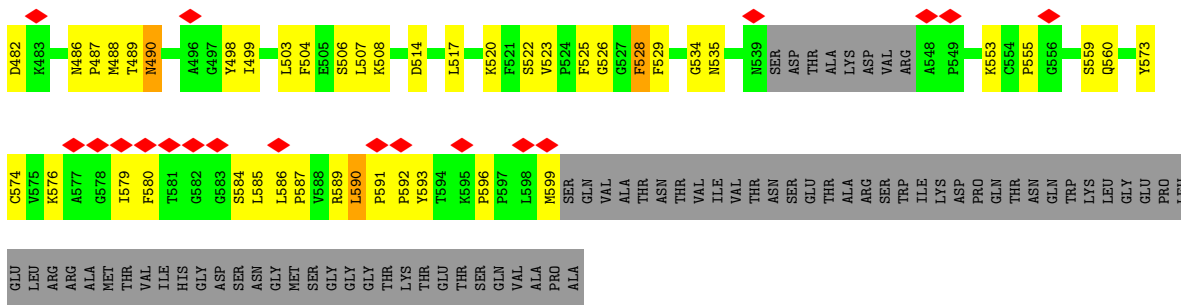 D482 K483 N486 P487 M488 T489 N490 A496 G497 Y498 I499 L503 F504 E505 S506 L507 K508 D514 L517 K520 F521 S522 V523 P524 F525 G526 G527 F528 F529 G534 N535 N539 SER ASP THR ALA LYS ASP VAL ARG A548 P549 K553 C554 P555 G556 S559 Q560 Y573
C574 V575 K576 A577 G578 I579 F580 T581 G582 G583 S584 L585 L586 P587 V588 R589 L590 P591 P592 Y593 T594 K595 P596 P597 L598 M599 SER GLN VAL ALA THR ASN THR THR VAL ILE VAL THR ASN SER GLU THR ALA ARG SER TRP ILE LYS ASP PRO GLN THR ASN GLN TRP LYS LEU GLY GLU PRO LEU
GLU LEU ARG ARG ALA MET THR VAL ILE HIS GLY ASP SER ASN GLY MET SER GLY GLY GLY THR LYS THR GLU THR SER GLN VAL ALA PRO ALA